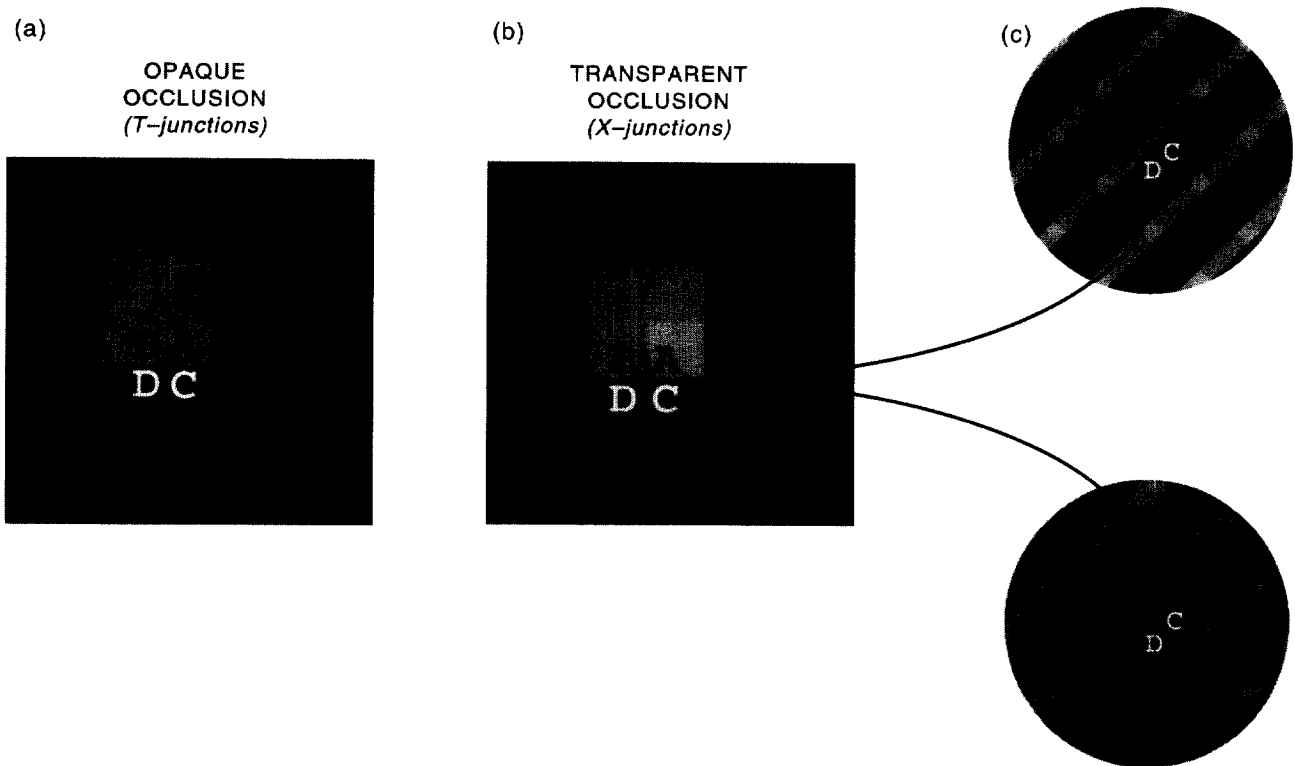 (a)
OPAQUE
OCCLUSION
(T–junctions)
D C
(b)
TRANSPARENT
OCCLUSION
(X–junctions)
A
D C
(c)
C
D
C
D